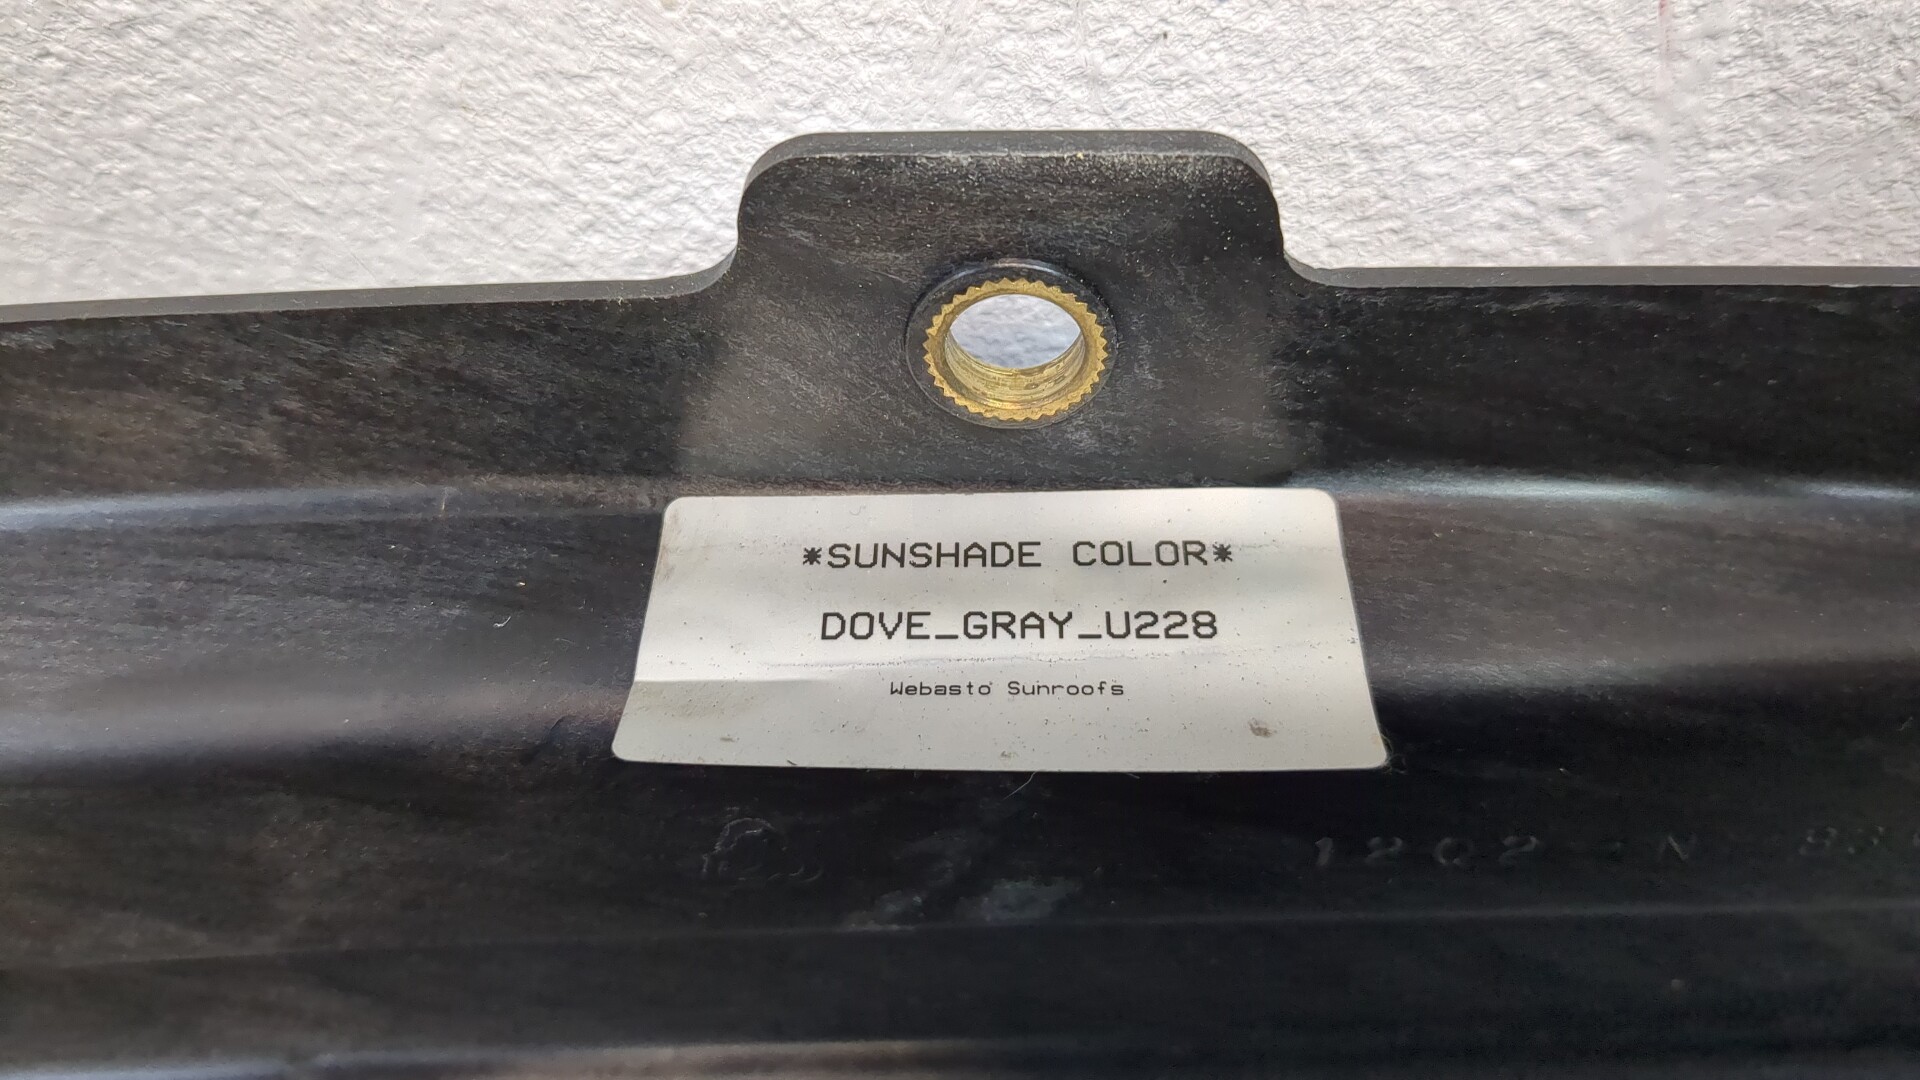 *SUNSHADE COLOR*
DOVE_GRAY_U228
Webasto Sunroofs